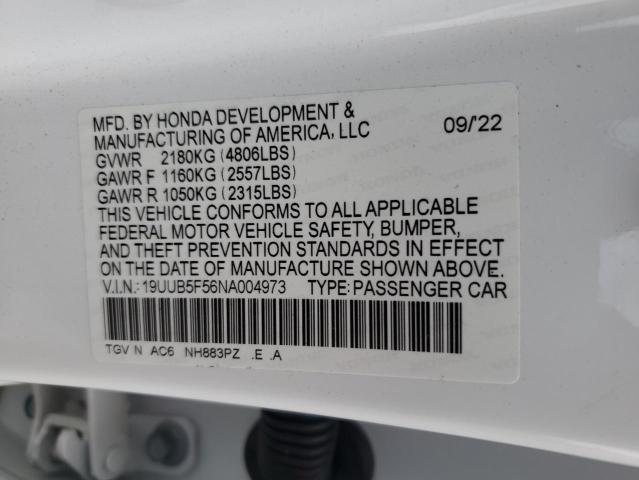 MFD. BY HONDA DEVELOPMENT &
MANUFACTURING OF AMERICA, LLC 09/'22
GVWR 2180KG (4806LBS)
GAWR F 1160KG (2557LBS)
GAWR R 1050KG (2315LBS)
THIS VEHICLE CONFORMS TO ALL APPLICABLE
FEDERAL MOTOR VEHICLE SAFETY, BUMPER,
AND THEFT PREVENTION STANDARDS IN EFFECT
ON THE DATE OF MANUFACTURE SHOWN ABOVE.
V.I.N.:19UUB5F56NA004973 TYPE:PASSENGER CAR
TGV N AC6 NH883PZ .E .A